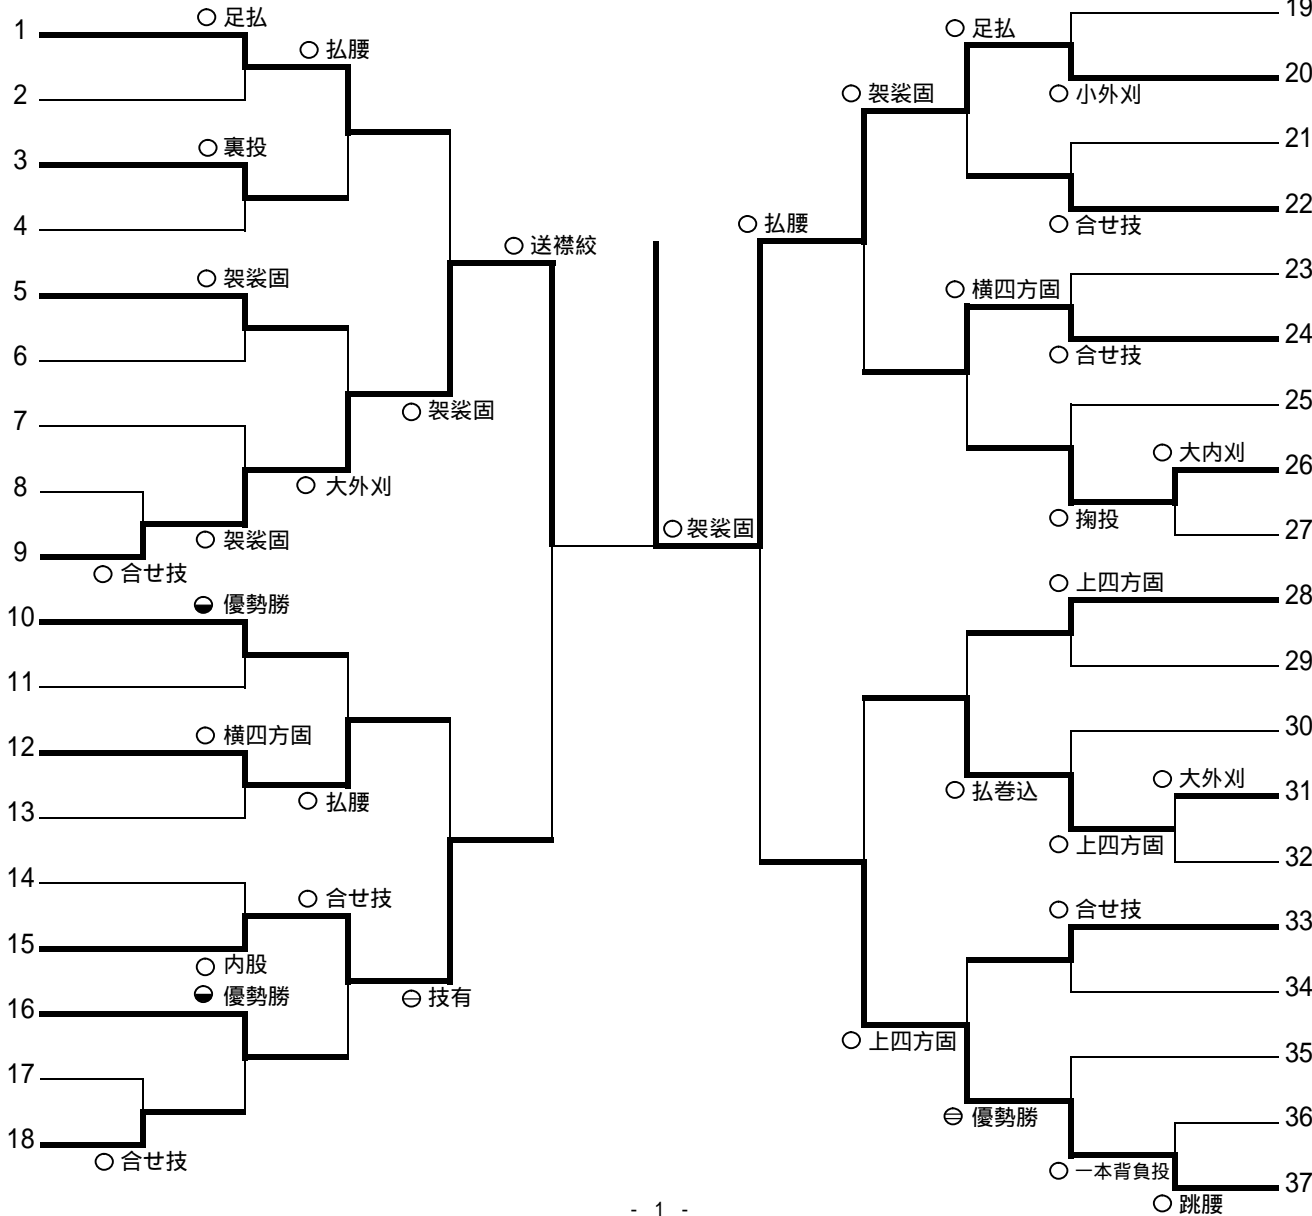 1
○ 足払
○ 払腰
2
3
○ 裏投
4
5
○ 袈裟固
6
7
8
○ 大外刈
9
○ 袈裟固
○ 合せ技
○ 袈裟固
○ 送襟絞
10
優勢勝
11
12
○ 横四方固
13
○ 払腰
14
○ 合せ技
15
○ 内股
16
優勢勝
17
18
○ 合せ技
技有
○ 袈裟固
○ 払腰
○ 袈裟固
○ 足払
19
20
○ 小外刈
21
22
○ 合せ技
23
○ 横四方固
24
○ 合せ技
25
○ 大内刈
26
○ 掬投
27
○ 上四方固
28
29
30
○ 払巻込
○ 大外刈
31
○ 上四方固
32
○ 合せ技
33
34
○ 上四方固
35
優勢勝
36
○ 一本背負投
37
○ 跳腰
- 1 -